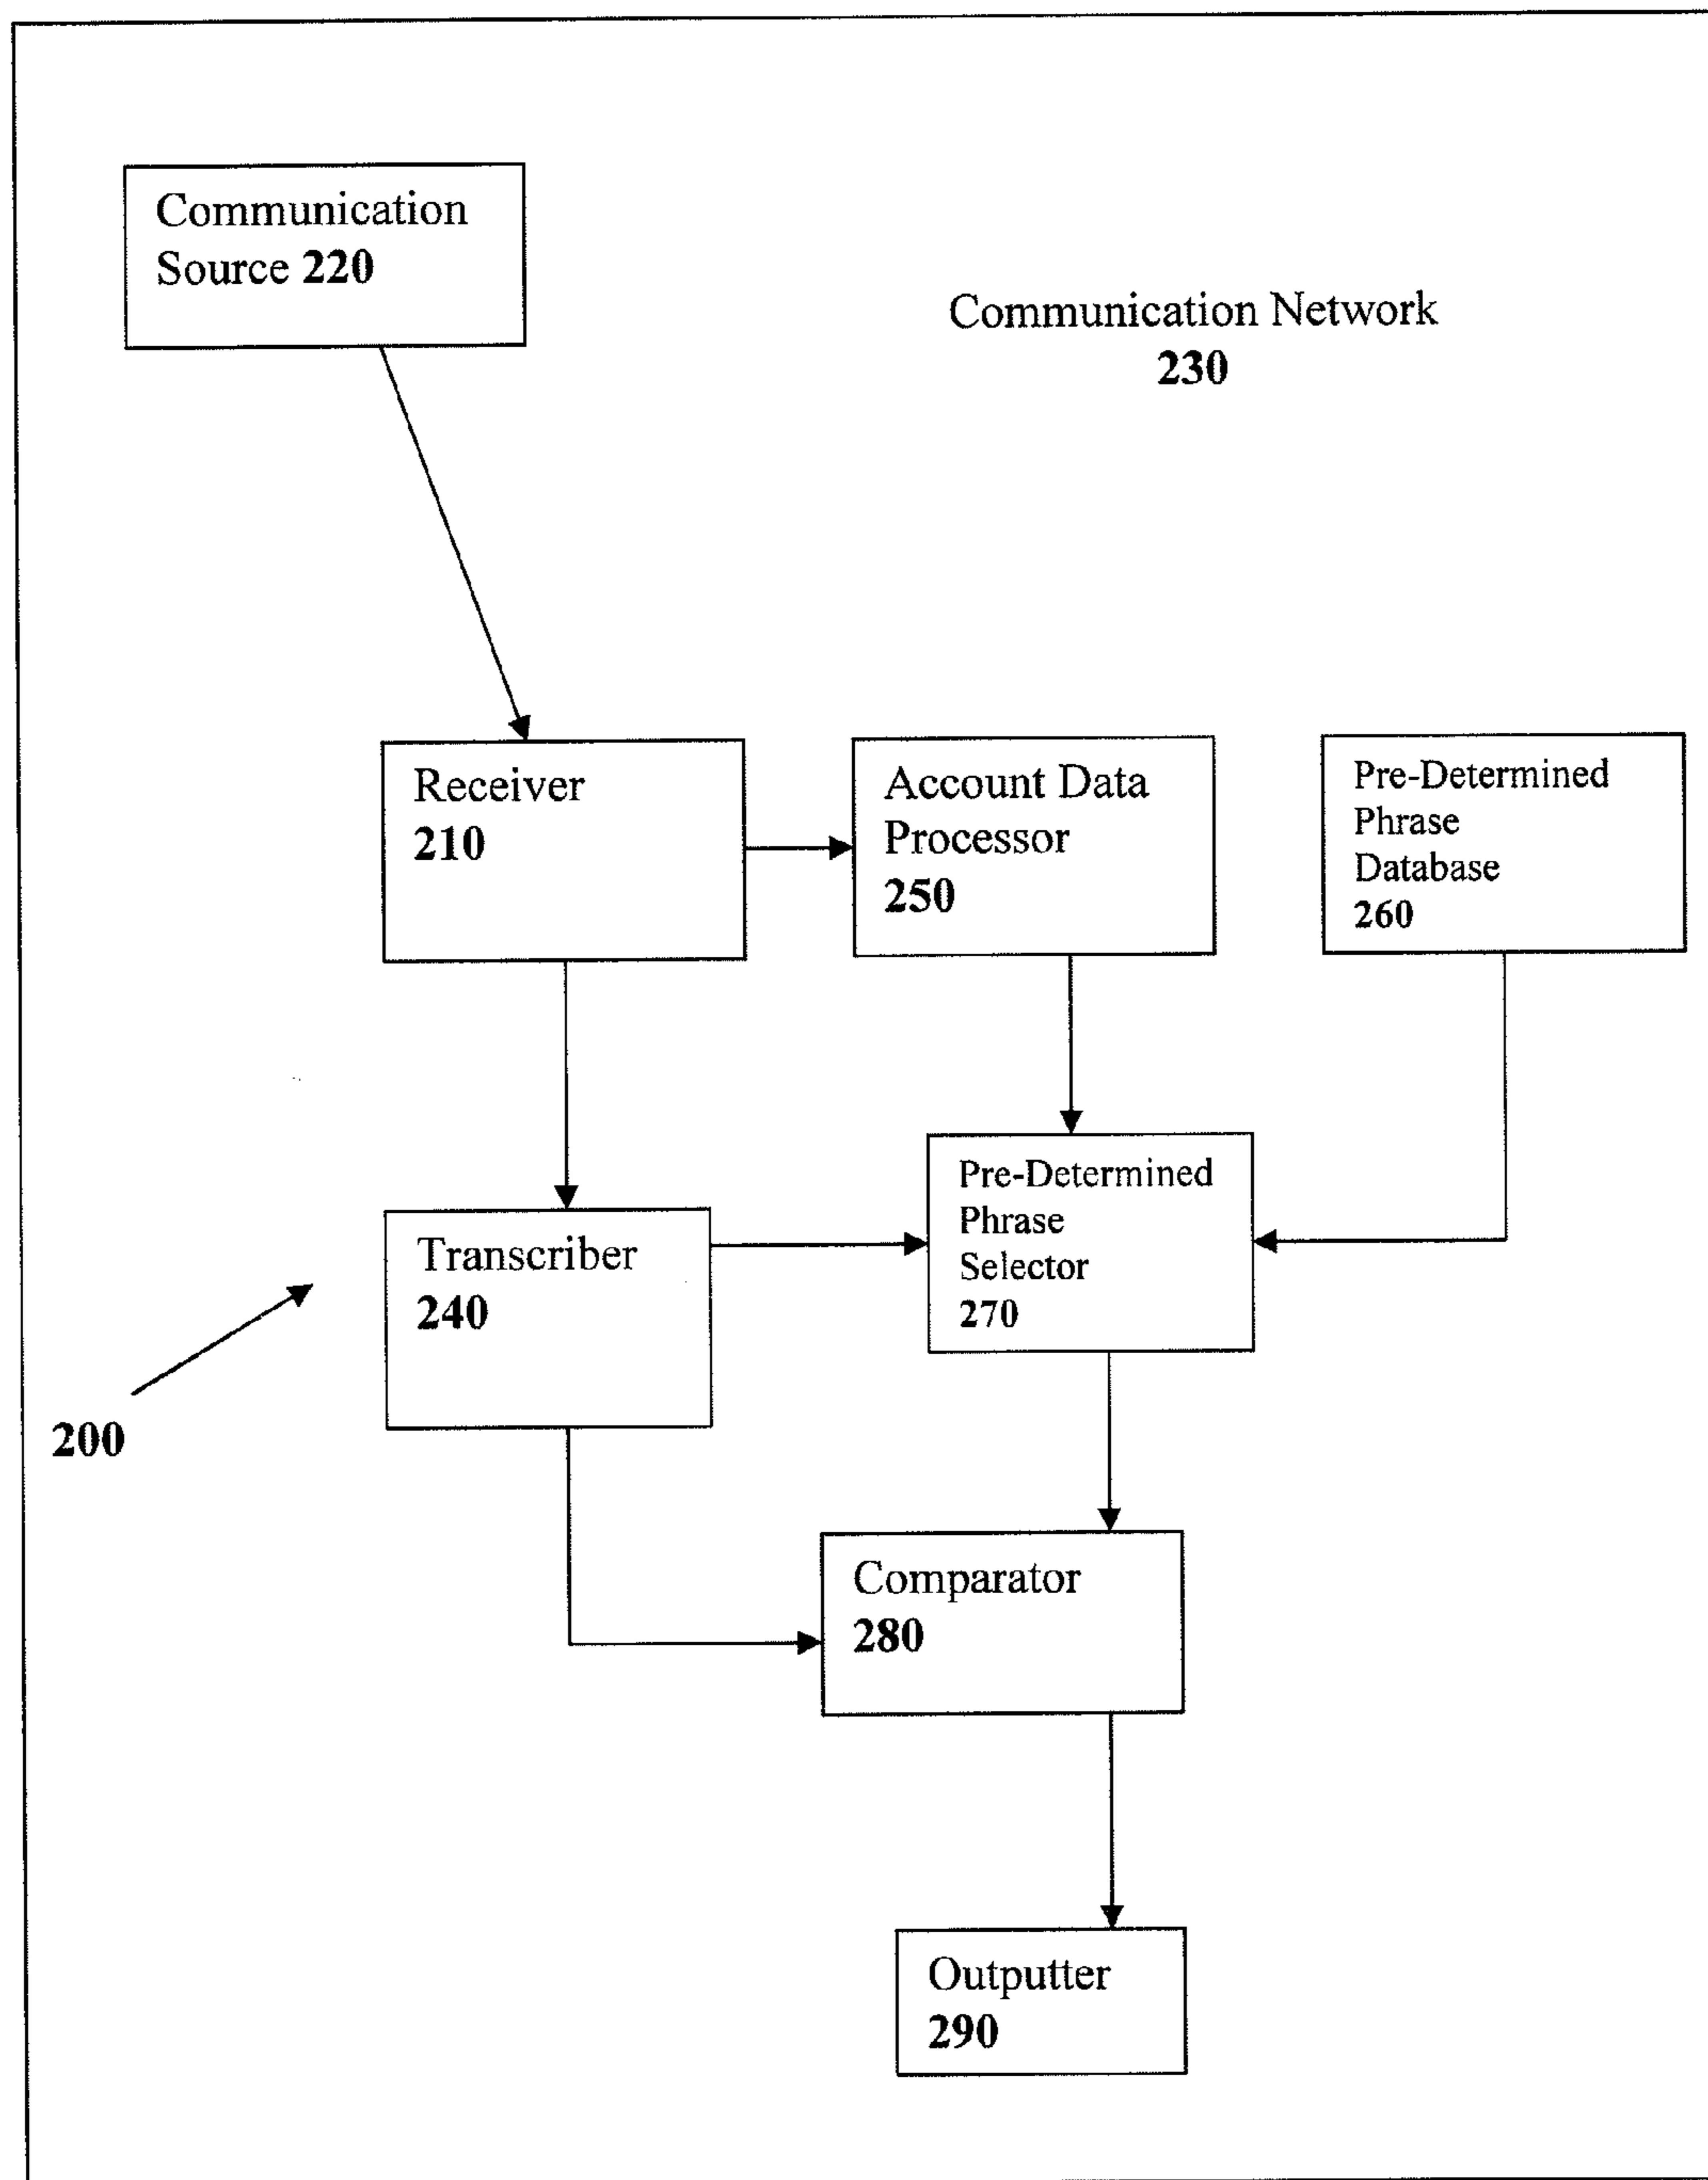 Communication
Source 220
Communication Network
230
Receiver
210
Account Data
Processor
250
Pre-Determined
Phrase
Database
260
Transcriber
240
Pre-Determined
Phrase
Selector
270
200
Comparator
280
Outputter
290